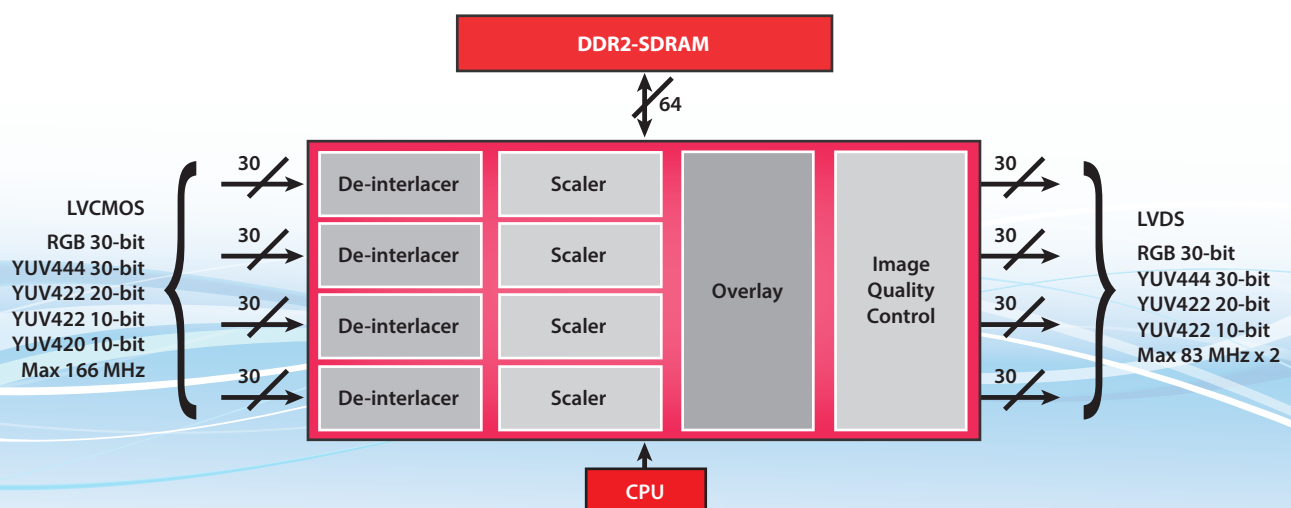 DDR2-SDRAM
64
LVCMOS
RGB 30-bit
YUV444 30-bit
YUV422 20-bit
YUV422 10-bit
YUV420 10-bit
Max 166 MHz
30
30
30
30
De-interlacer
De-interlacer
De-interlacer
De-interlacer
Scaler
Scaler
Scaler
Scaler
Overlay
Image
Quality
Control
30
30
30
30
LVDS
RGB 30-bit
YUV444 30-bit
YUV422 20-bit
YUV422 10-bit
Max 83 MHz x 2
CPU